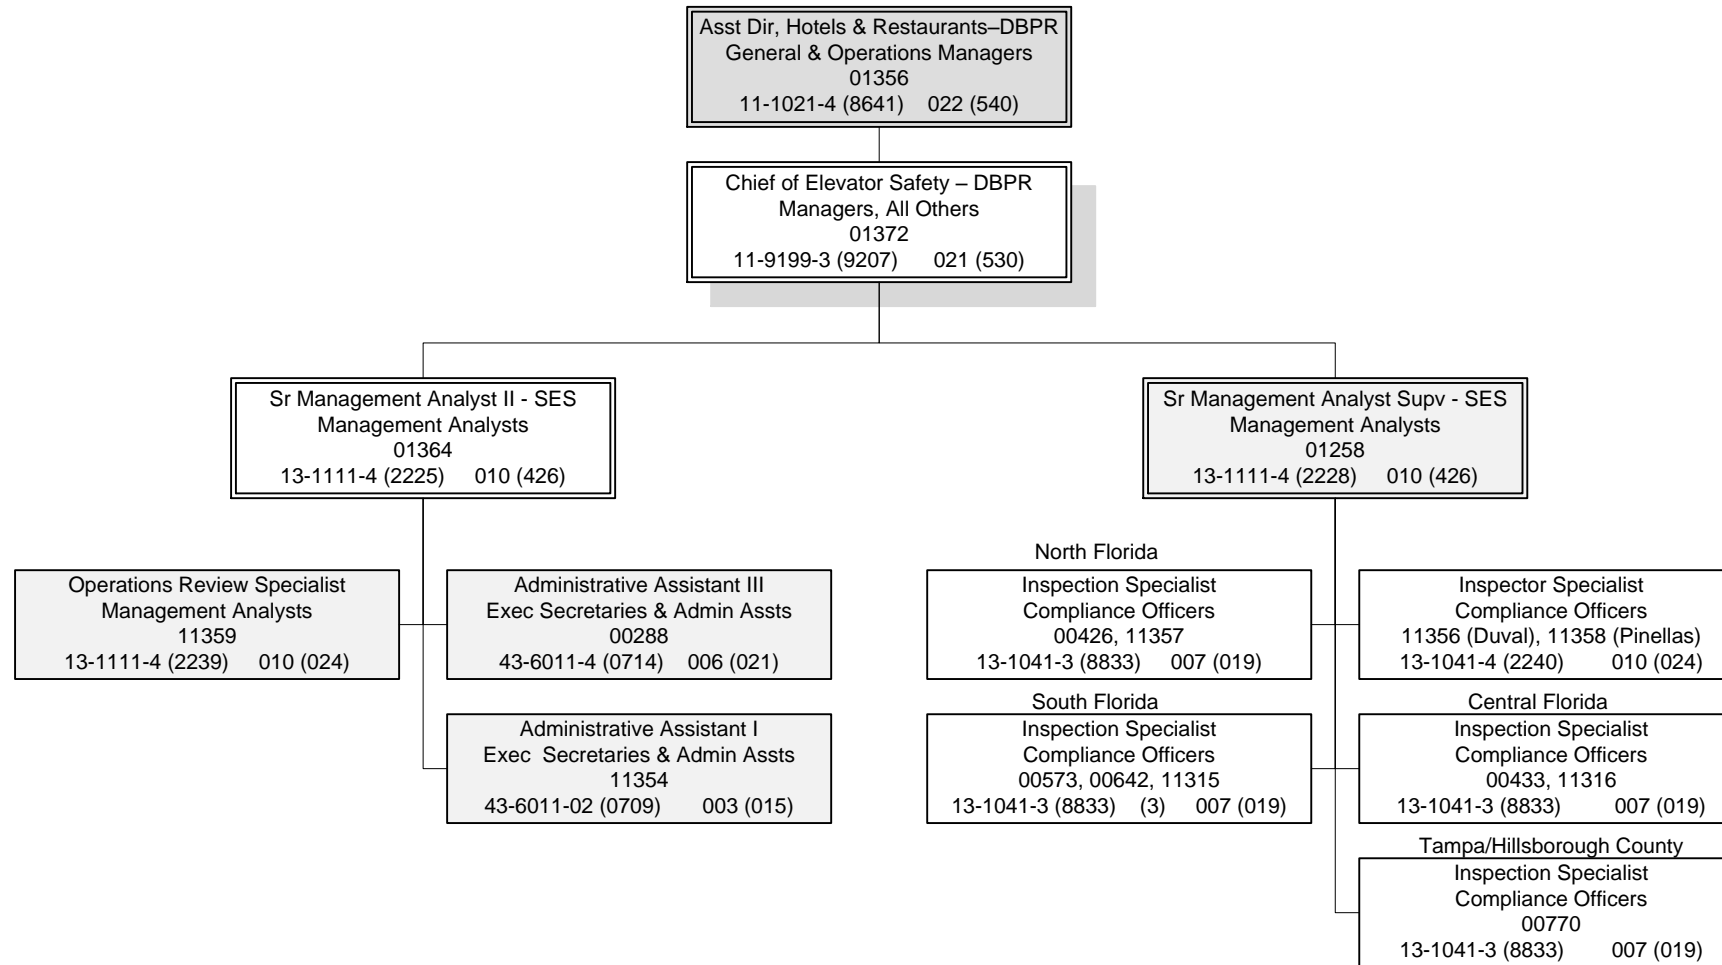 Asst Dir, Hotels & Restaurants–DBPR
General & Operations Managers
01356
11-1021-4 (8641) 022 (540)
Chief of Elevator Safety – DBPR
Managers, All Others
01372
11-9199-3 (9207) 021 (530)
Sr Management Analyst II - SES
Management Analysts
01364
13-1111-4 (2225) 010 (426)
Sr Management Analyst Supv - SES
Management Analysts
01258
13-1111-4 (2228) 010 (426)
Operations Review Specialist
Management Analysts
11359
13-1111-4 (2239) 010 (024)
Administrative Assistant III
Exec Secretaries & Admin Assts
00288
43-6011-4 (0714) 006 (021)
Administrative Assistant I
Exec Secretaries & Admin Assts
11354
43-6011-02 (0709) 003 (015)
North Florida
Inspection Specialist
Compliance Officers
00426, 11357
13-1041-3 (8833) 007 (019)
Inspector Specialist
Compliance Officers
11356 (Duval), 11358 (Pinellas)
13-1041-4 (2240) 010 (024)
South Florida
Inspection Specialist
Compliance Officers
00573, 00642, 11315
13-1041-3 (8833) (3) 007 (019)
Central Florida
Inspection Specialist
Compliance Officers
00433, 11316
13-1041-3 (8833) 007 (019)
Tampa/Hillsborough County
Inspection Specialist
Compliance Officers
00770
13-1041-3 (8833) 007 (019)